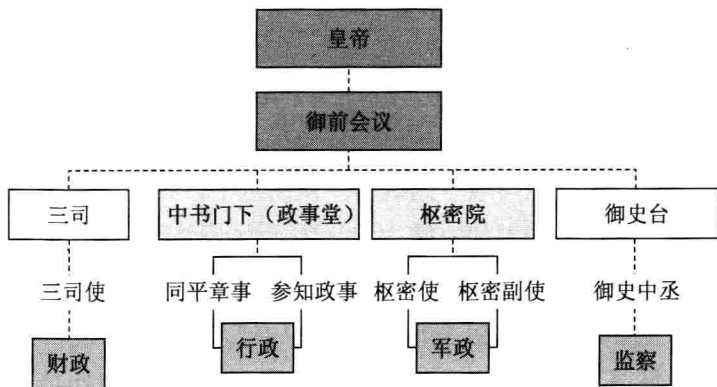 皇帝
御前会议
三司 中书门下（政事堂） 枢密院 御史台
三司使 同平章事 参知政事 枢密使 枢密副使 御史中丞
财政 行政 军政 监察